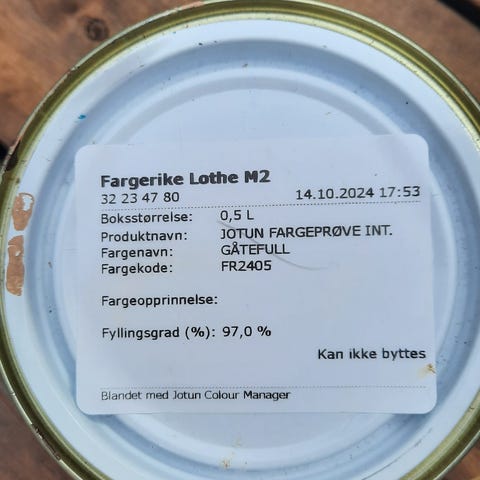 Fargerike Lothe M2
32 23 47 80 14.10.2024 17:53
Boksstørrelse: 0,5 L
Produktnavn: JOTUN FARGEPRØVE INT.
Fargenavn: GÅTEFULL
Fargekode: FR2405
Fargeopprinnelse:
Fyllingsgrad (%): 97,0 %
Kan ikke byttes
Blandet med Jotun Colour Manager